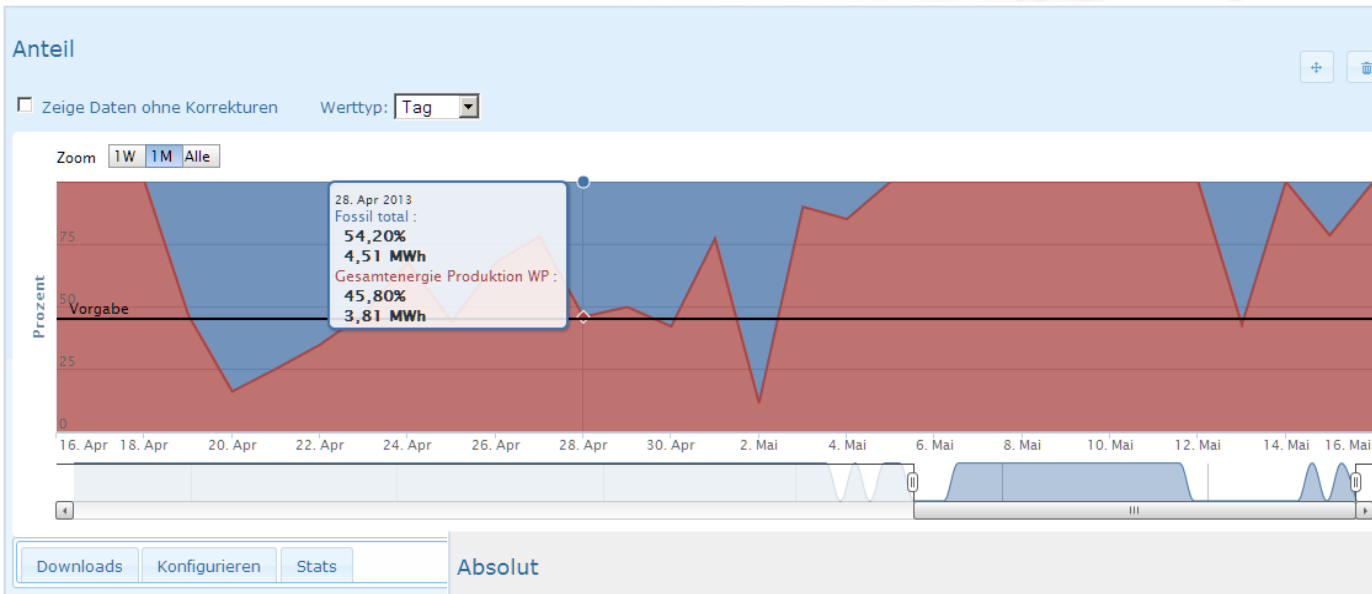 Anteil
Zeige Daten ohne Korrekturen Werttyp: Tag
Zoom 1W 1M Alle
28. Apr 2013
Fossil total :
54,20%
4,51 MWh
Gesamtenergie Produktion WP :
45,80%
3,81 MWh
Prozent
75
50
Vorgabe
25
0
16. Apr 18. Apr 20. Apr 22. Apr 24. Apr 26. Apr 28. Apr 30. Apr 2. Mai 4. Mai 6. Mai 8. Mai 10. Mai 12. Mai 14. Mai 16. Mai
Downloads Konfigurieren Stats
Absolut